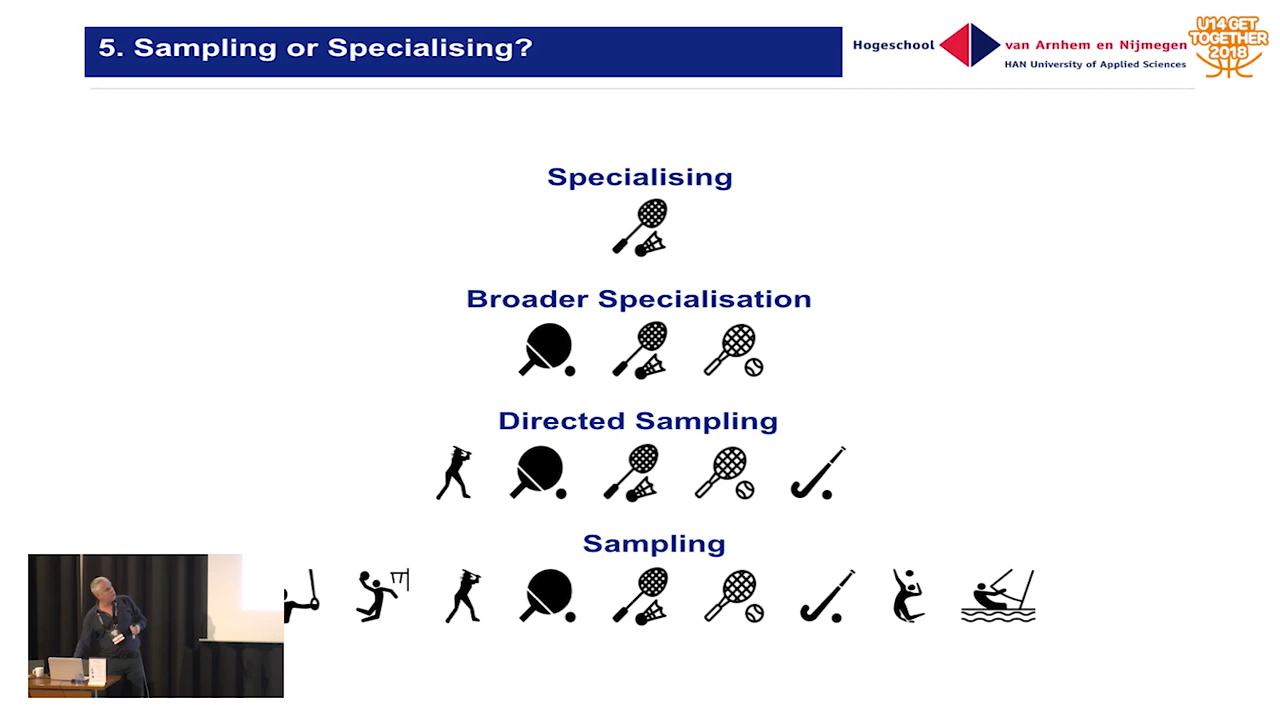 5. Sampling or Specialising?
Hogeschool van Arnhem en Nijmegen
HAN University of Applied Sciences
U14 GET
TOGETHER
2018
Specialising
Broader Specialisation
Directed Sampling
Sampling